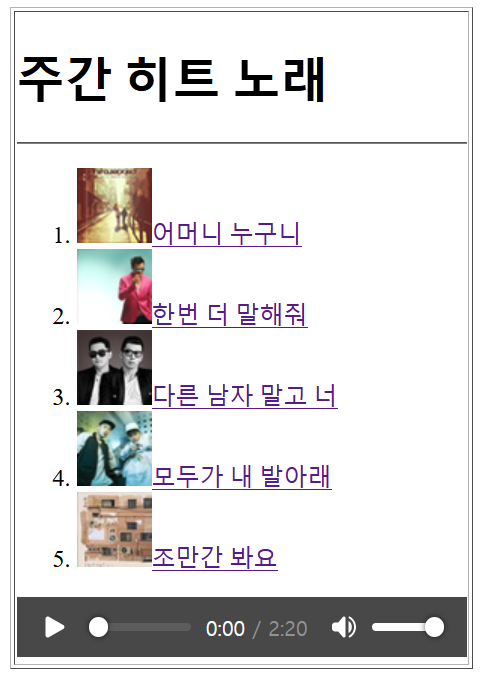 주간 히트 노래
1. 어머니 누구니
2. 한번 더 말해줘
3. 다른 남자 말고 너
4. 모두가 내 발아래
5. 조만간 봐요
0:00 / 2:20